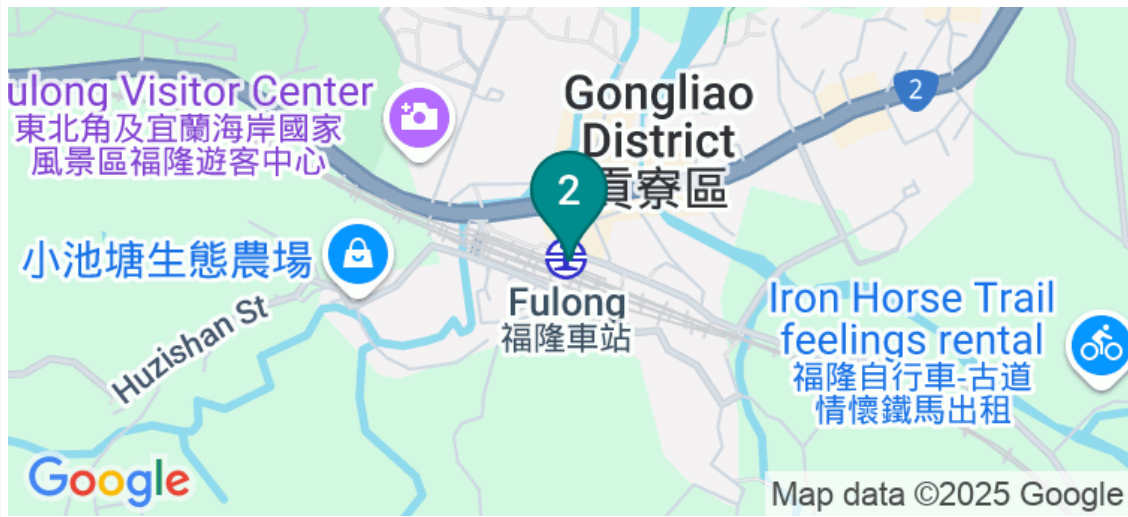 ulong Visitor Center
東北角及宜蘭海岸國家
風景區福隆遊客中心
Gongliao
District
貢寮區
2
2
小池塘生態農場
Huzishan St
Fulong
福隆車站
Iron Horse Trail
feelings rental
福隆自行車-古道
情懷鐵馬出租
Google
Map data ©2025 Google